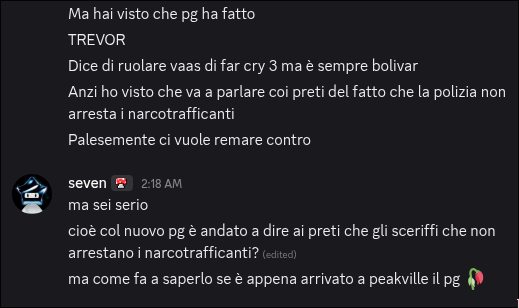 Ma hai visto che pg ha fatto
TREVOR
Dice di ruolare vaas di far cry 3 ma è sempre bolivar
Anzi ho visto che va a parlare coi preti del fatto che la polizia non
arresta i narcotrafficanti
Palesemente ci vuole remare contro
seven 2:18 AM
ma sei serio
cioè col nuovo pg è andato a dire ai preti che gli sceriffi che non
arrestano i narcotrafficanti? (edited)
ma come fa a saperlo se è appena arrivato a peakville il pg 🥀